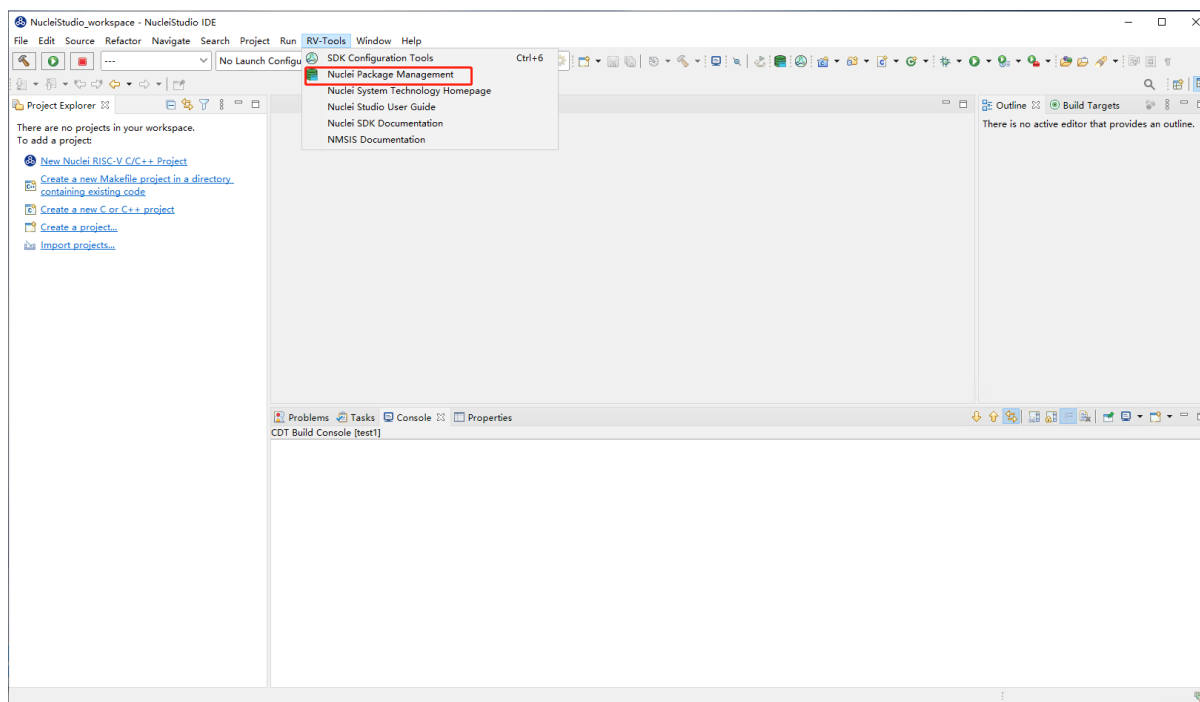 NucleiStudio_workspace - NucleiStudio IDE
File Edit Source Refactor Navigate Search Project Run RV-Tools Window Help
--- No Launch Configu
SDK Configuration Tools Ctrl+6
Nuclei Package Management
Nuclei System Technology Homepage
Nuclei Studio User Guide
Nuclei SDK Documentation
NMSIS Documentation
Project Explorer
There are no projects in your workspace.
To add a project:
New Nuclei RISC-V C/C++ Project
Create a new Makefile project in a directory
containing existing code
Create a new C or C++ project
Create a project...
Import projects...
Outline Build Targets
There is no active editor that provides an outline.
Problems Tasks Console Properties
CDT Build Console [test1]